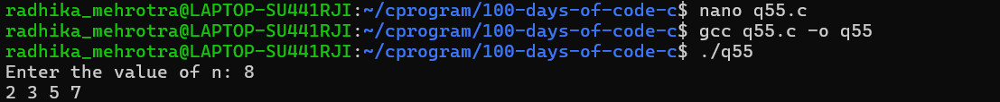 radhika_mehrotra@LAPTOP-SU441RJI:~/cprogram/100-days-of-code-c$ nano q55.c
radhika_mehrotra@LAPTOP-SU441RJI:~/cprogram/100-days-of-code-c$ gcc q55.c -o q55
radhika_mehrotra@LAPTOP-SU441RJI:~/cprogram/100-days-of-code-c$ ./q55
Enter the value of n: 8
2 3 5 7